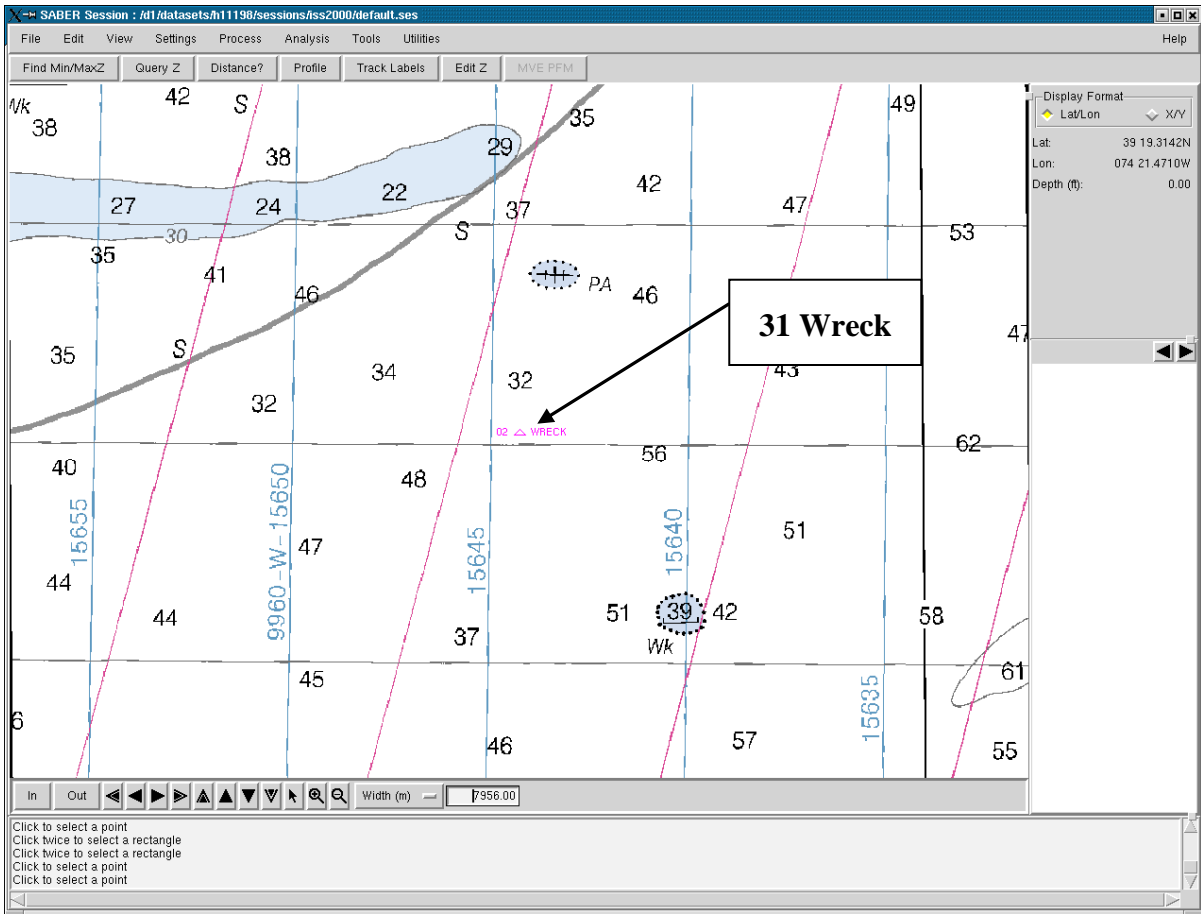 SABER Session : /d1/datasets/h11198/sessions/iss2000/default.ses
File Edit View Settings Process Analysis Tools Utilities Help
Find Min/MaxZ Query Z Distance? Profile Track Labels Edit Z MVE PFM
Display Format
Lat/Lon X/Y
Lat: 39 19.3142N
Lon: 074 21.4710W
Depth (ft): 0.00
Wk 42 S 35 49
38
38 29
27 24 22 42 47
37
30 S 53
35 41
46 PA 46
31 Wreck
47
35 S
34 32 43
32
02 WRECK
40 56 62
48
15655 9960-W-15650 15645 15640
47 51
44
44 51 39 42 58
37 Wk
45 61
15635
6 46 57 55
In Out Width (m) 7956.00
Click to select a point
Click twice to select a rectangle
Click twice to select a rectangle
Click to select a point
Click to select a point